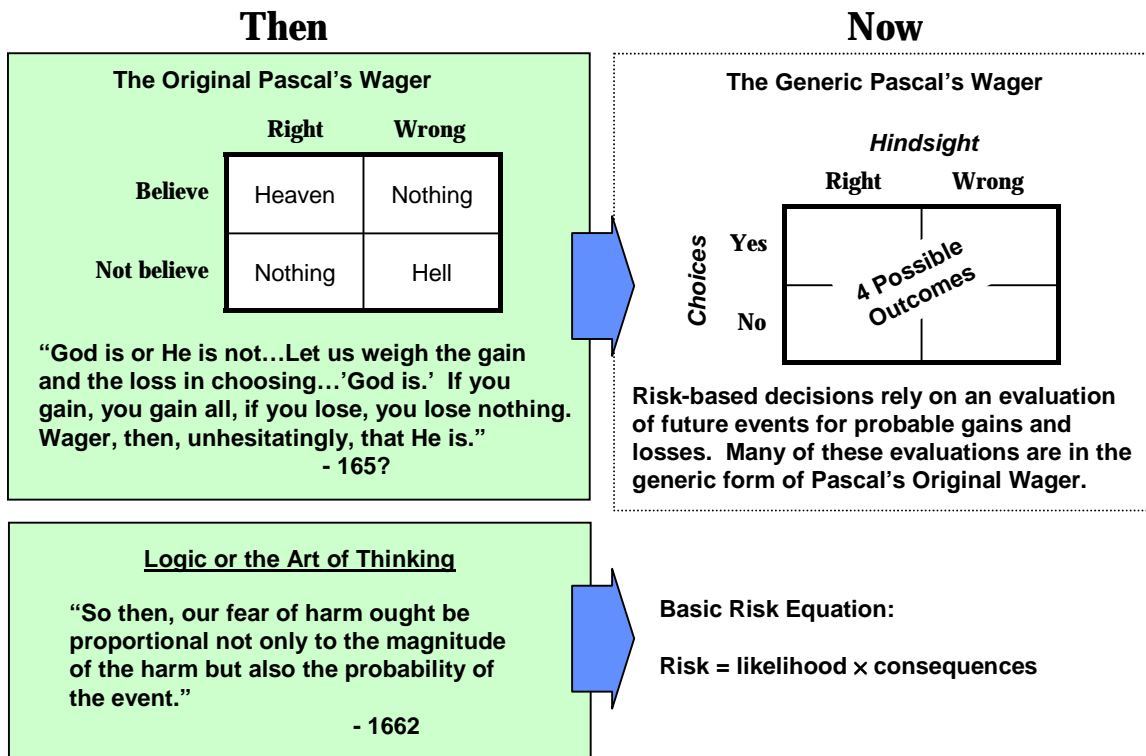 Then
The Original Pascal's Wager
Right Wrong
Believe Heaven Nothing
Not believe Nothing Hell
“God is or He is not…Let us weigh the gain
and the loss in choosing…’God is.’ If you
gain, you gain all, if you lose, you lose nothing.
Wager, then, unhesitatingly, that He is.”
- 165?
Now
The Generic Pascal's Wager
Hindsight
Right Wrong
Choices
Yes
No
4 Possible
Outcomes
Risk-based decisions rely on an evaluation
of future events for probable gains and
losses. Many of these evaluations are in the
generic form of Pascal's Original Wager.
Logic or the Art of Thinking
“So then, our fear of harm ought be
proportional not only to the magnitude
of the harm but also the probability of
the event.”
- 1662
Basic Risk Equation:
Risk = likelihood × consequences